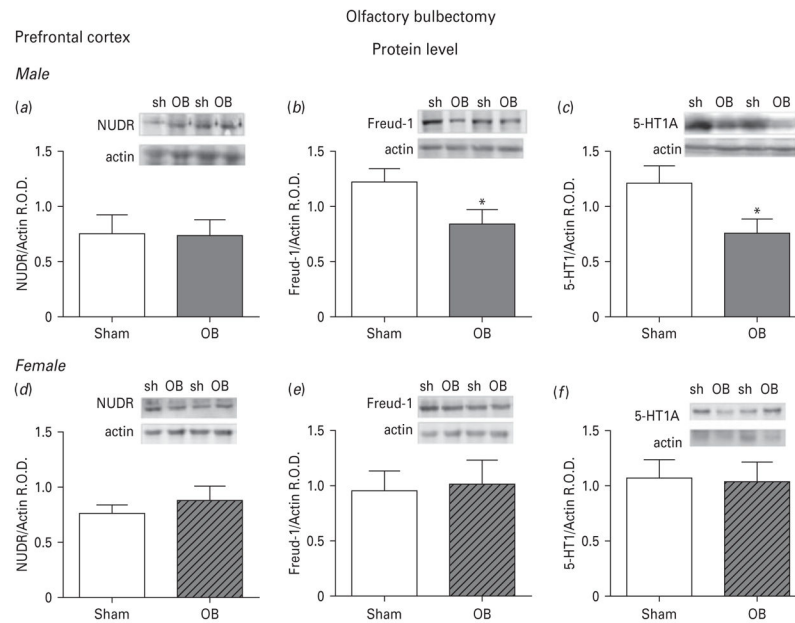 Olfactory bulbectomy
Prefrontal cortex
Protein level
Male
(a)
sh OB sh OB
NUDR
actin
1.5
1.0
0.5
0
NUDR/Actin R.O.D.
Sham OB
(b)
sh OB sh OB
Freud-1
actin
1.5
1.0
0.5
0
Freud-1/Actin R.O.D.
*
Sham OB
(c)
sh OB sh OB
5-HT1A
actin
1.5
1.0
0.5
0
5-HT1/Actin R.O.D.
*
Sham OB
Female
(d)
sh OB sh OB
NUDR
actin
1.5
1.0
0.5
0
NUDR/Actin R.O.D.
Sham OB
(e)
sh OB sh OB
Freud-1
actin
1.5
1.0
0.5
0
Freud-1/Actin R.O.D.
Sham OB
(f)
sh OB sh OB
5-HT1A
actin
1.5
1.0
0.5
0
5-HT1/Actin R.O.D.
Sham OB